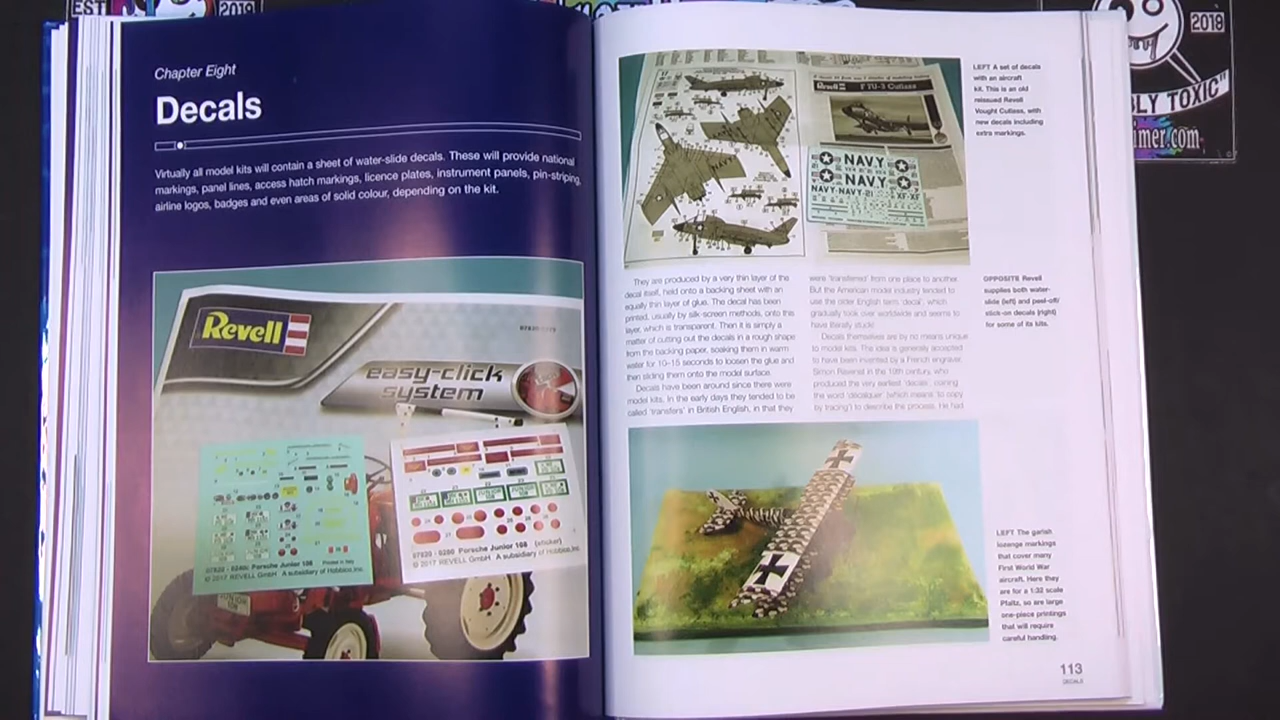 EST
2019
2018
BLY TOXIC"
imer.com
Chapter Eight
Decals
Virtually all model kits will contain a sheet of water-slide decals. These will provide national
markings, panel lines, access hatch markings, licence plates, instrument panels, pin-striping,
airline logos, badges and even areas of solid colour, depending on the kit.
Revell
easy-click
system
07820 - 0280 Porsche Junior 108
Printed in Italy
© 2017 REVELL GmbH A subsidiary of Hobbico, Inc.
07820 - 0280 Porsche Junior 108 (sticker)
© 2017 REVELL GmbH A subsidiary of Hobbico, Inc.
Revell
F7U-3 Cutlass
NAVY
NAVY
NAVY
NAVY
LEFT A set of decals
with an aircraft
kit. This is an old
reissued Revell
Vought Cutlass, with
new decals including
extra markings.
They are produced by a very thin layer of the
decal itself, held onto a backing sheet with an
equally thin layer of glue. The decal has been
printed, usually by silk-screen methods, onto this
layer, which is transparent. Then it is simply a
matter of cutting out the decals in a rough shape
from the backing paper, soaking them in warm
water for 10–15 seconds to loosen the glue and
then sliding them onto the model surface.
Decals have been around since there were
model kits. In the early days they tended to be
called 'transfers' in British English, in that they
were 'transferred' from one place to another.
But the American model industry tended to
use the older English term 'decal', which
gradually took over worldwide and seems to
have literally stuck!
Decals themselves are by no means unique
to model kits. The idea is generally accepted
to have been invented by a French engraver,
Simon Ravenet in the 19th century, who
produced the very earliest 'decals', coining
the word 'décalquer' (which means 'to copy
by tracing') to describe the process. He had
OPPOSITE Revell
supplies both water-
slide (left) and peel-off/
stick-on decals (right)
for some of its kits.
LEFT The garish
lozenge markings
that cover many
First World War
aircraft. Here they
are for a 1:32 scale
Pfaltz, so are large
one-piece printings
that will require
careful handling.
113
DECALS